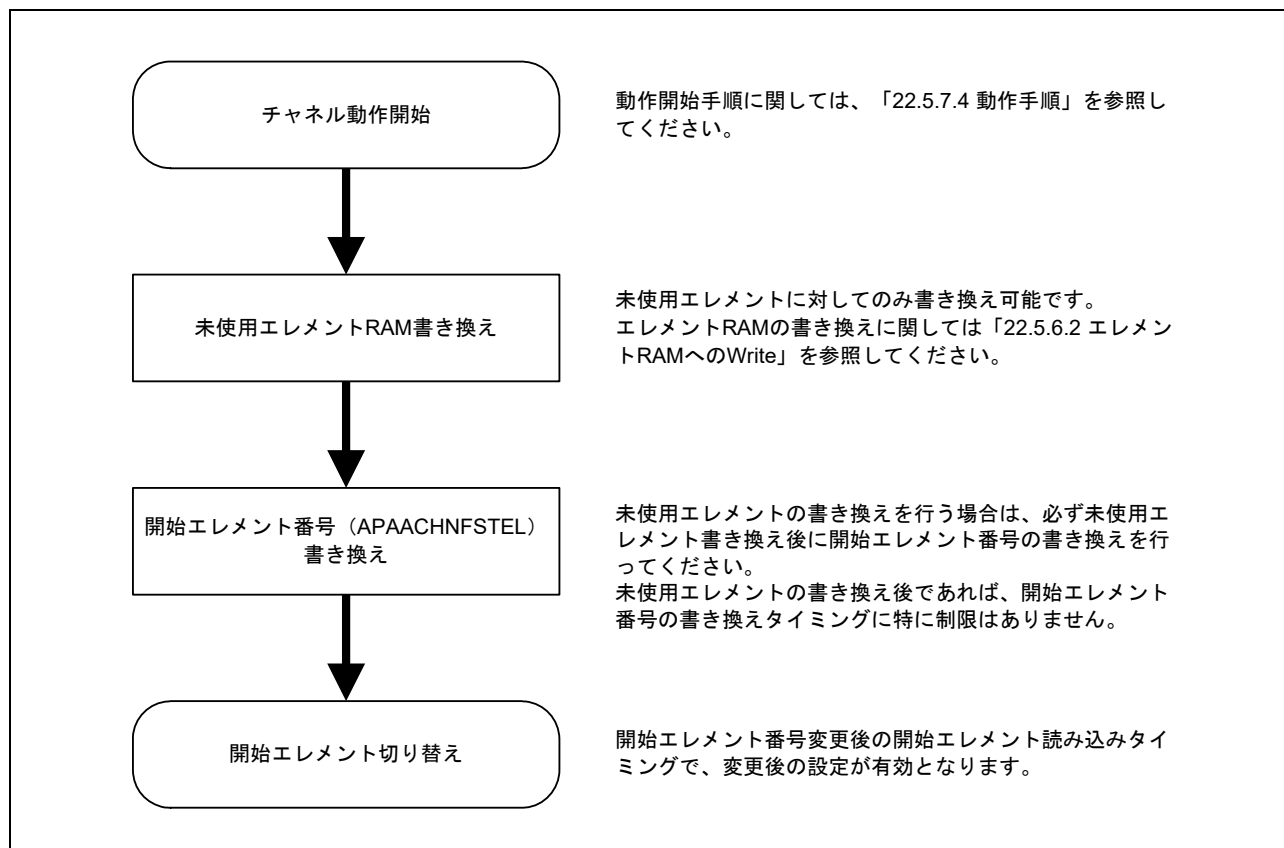 チャネル動作開始
動作開始手順に関しては、「22.5.7.4 動作手順」を参照し
てください。
未使用エレメントRAM書き換え
未使用エレメントに対してのみ書き換え可能です。
エレメントRAMの書き換えに関しては「22.5.6.2 エレメン
トRAMへのWrite」を参照してください。
開始エレメント番号（APAACHNFSTEL）
書き換え
未使用エレメントの書き換えを行う場合は、必ず未使用エ
レメント書き換え後に開始エレメント番号の書き換えを行
ってください。
未使用エレメントの書き換え後であれば、開始エレメント
番号の書き換えタイミングに特に制限はありません。
開始エレメント切り替え
開始エレメント番号変更後の開始エレメント読み込みタイ
ミングで、変更後の設定が有効となります。